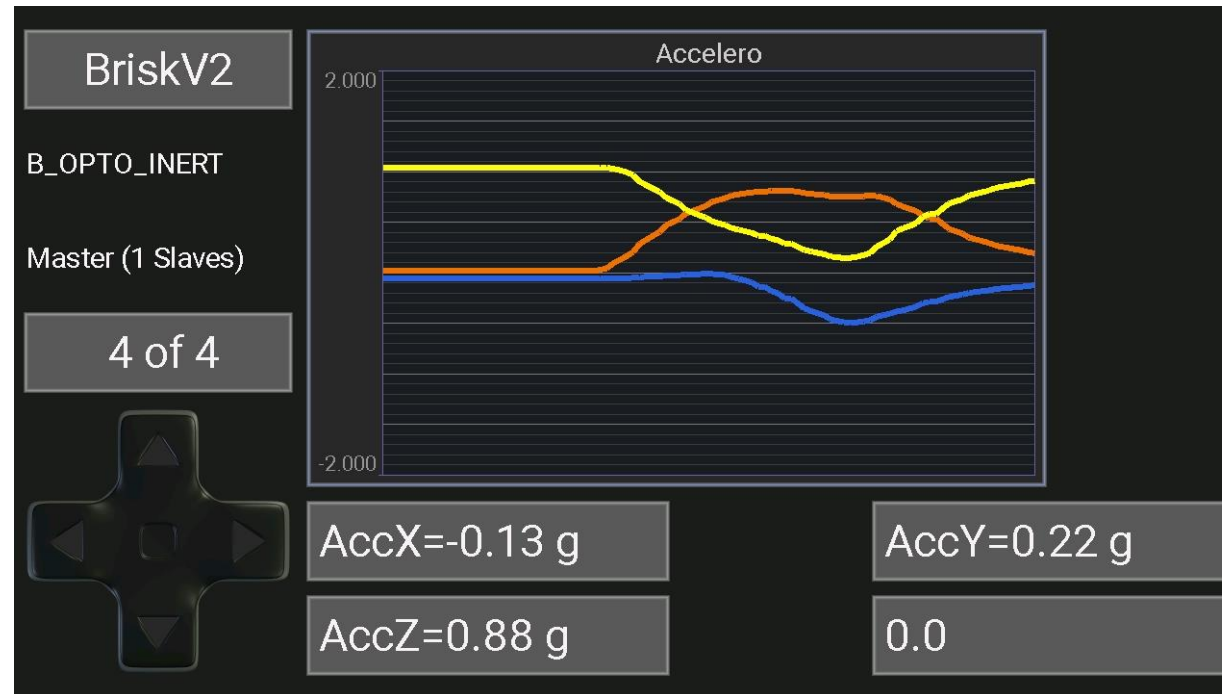 BriskV2
B_OPTO_INERT
Master (1 Slaves)
4 of 4
Accelero
2.000
-2.000
AccX=-0.13 g
AccY=0.22 g
AccZ=0.88 g
0.0